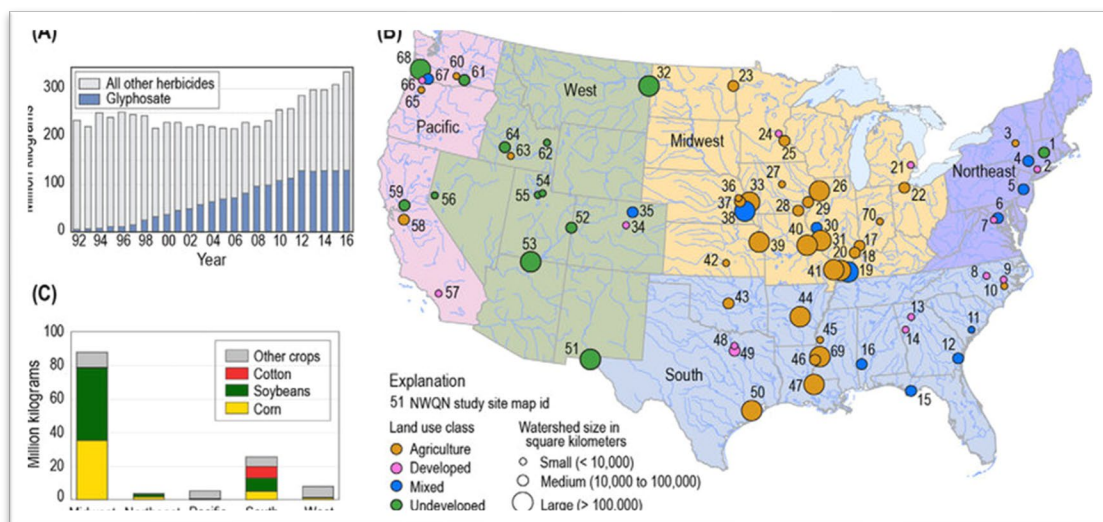 (A)
300
200
100
0
Million kilograms
All other herbicides
Glyphosate
92 94 96 98 00 02 04 06 08 10 12 14 16
Year
(C)
100
80
60
40
20
0
Million kilograms
Other crops
Cotton
Soybeans
Corn
Midwest Northeast Pacific South West
(B)
68
67
66
65
60
61
32
23
West
Pacific
Midwest
Northeast
South
64
63
62
24
25
21
3
1
4
2
5
59
56
54
55
27
36
33
26
22
6
7
58
52
35
34
37
38
28
29
70
30
53
39
40
31
17
18
20
57
42
41
19
8
9
10
43
44
13
11
51
48
49
45
14
12
46
69
16
47
50
15
Explanation
51 NWQN study site map id
Land use class
Agriculture
Developed
Mixed
Undeveloped
Watershed size in
square kilometers
Small (< 10,000)
Medium (10,000 to 100,000)
Large (> 100,000)